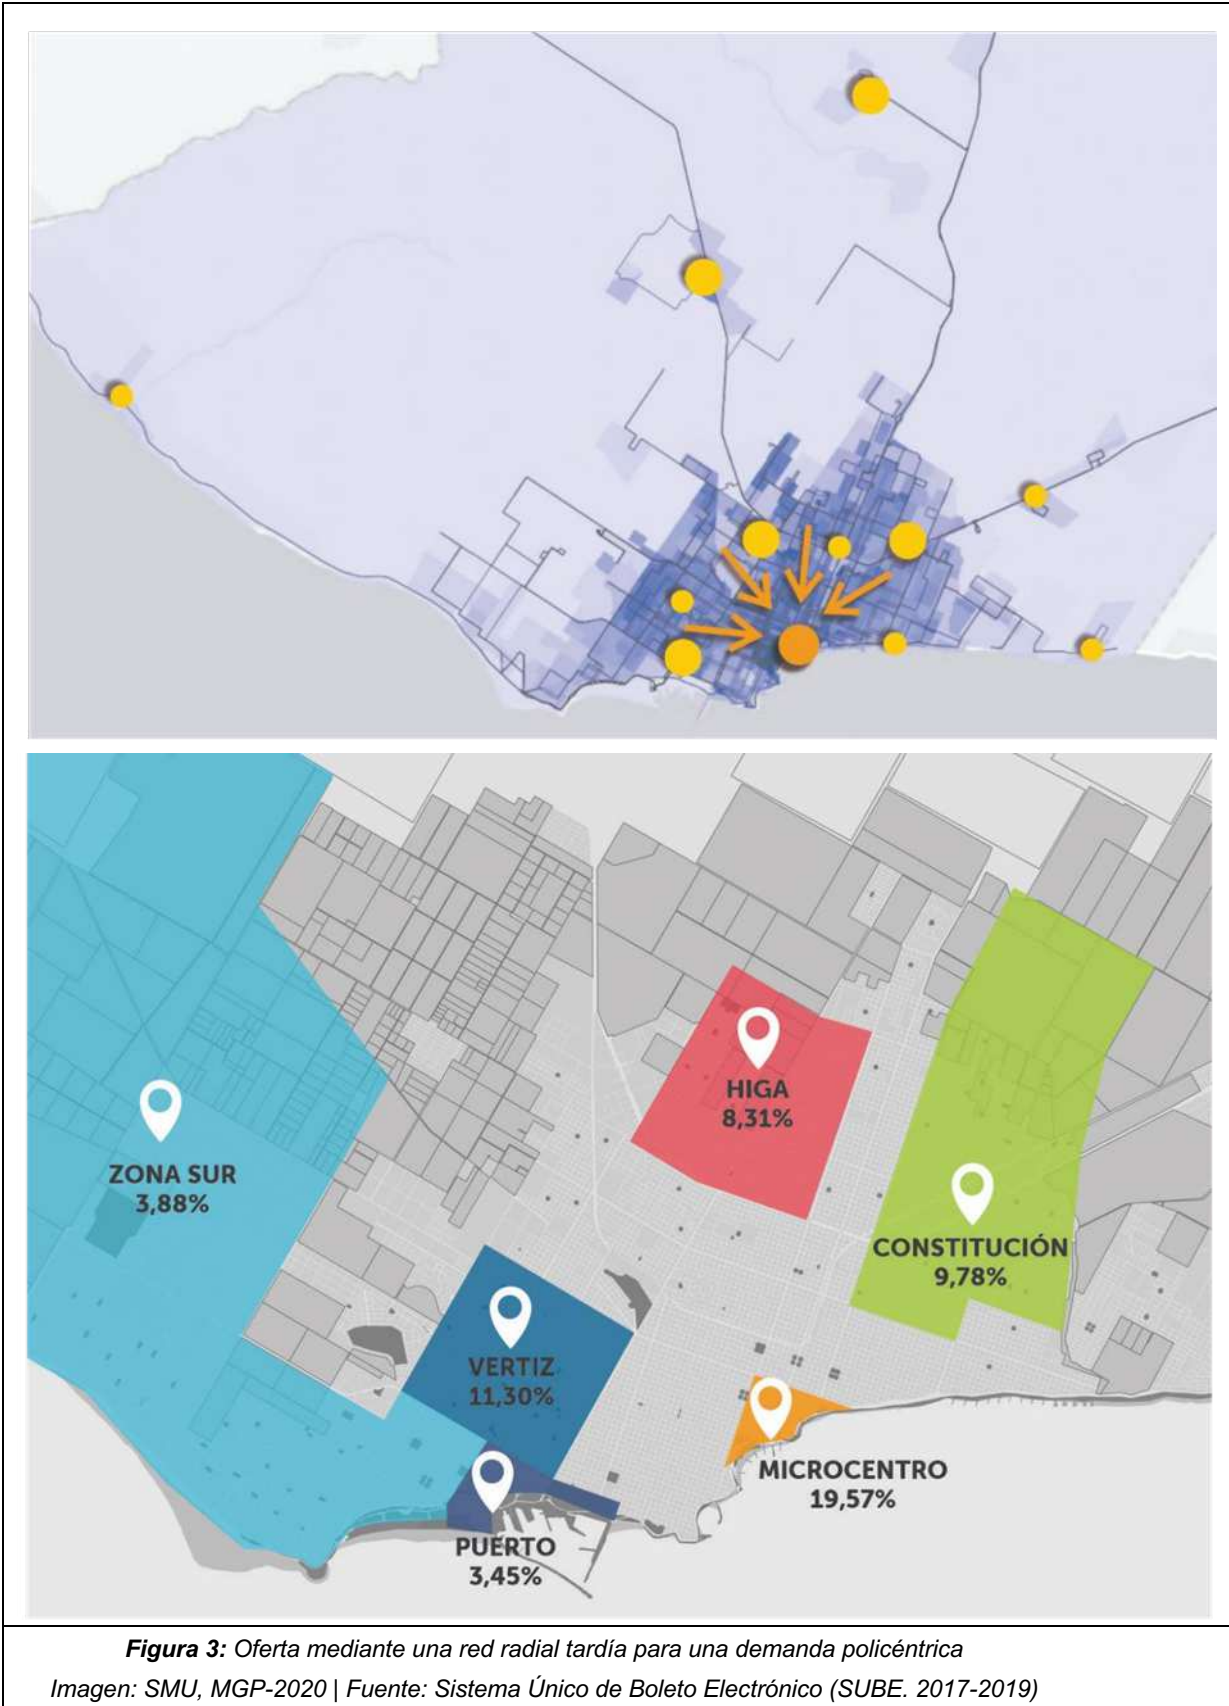 HIGA
8,31%
ZONA SUR
3,88%
CONSTITUCIÓN
9,78%
VERTIZ
11,30%
MICROCENTRO
19,57%
PUERTO
3,45%
Figura 3: Oferta mediante una red radial tardía para una demanda policéntrica
Imagen: SMU, MGP-2020 | Fuente: Sistema Único de Boleto Electrónico (SUBE. 2017-2019)